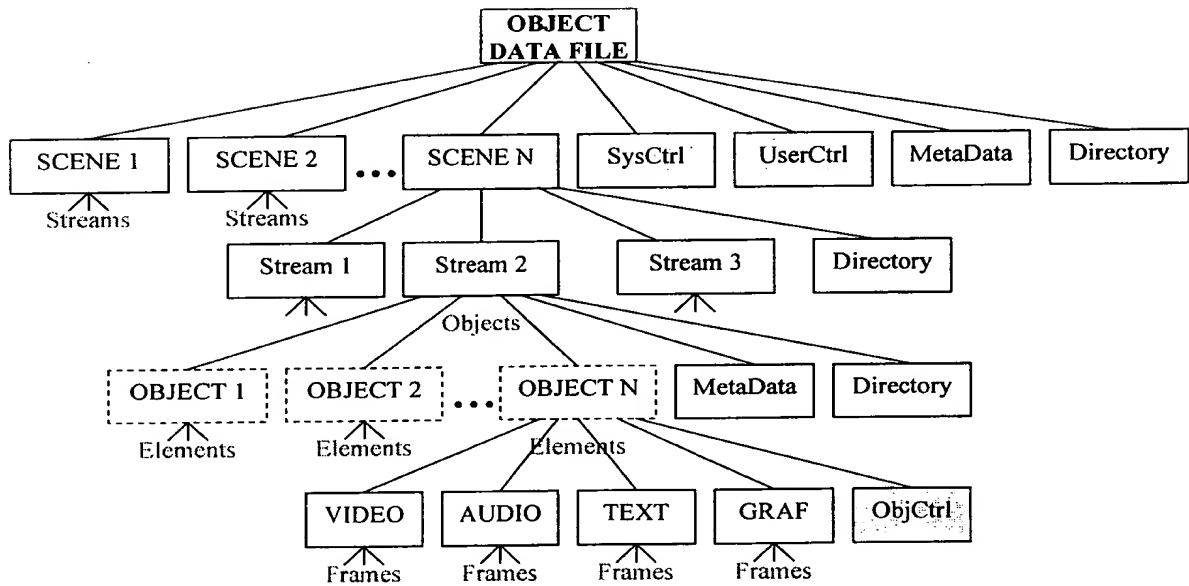 OBJECT
DATA FILE
SCENE 1 SCENE 2 SCENE N SysCtrl UserCtrl MetaData Directory
Streams Streams
Stream 1 Stream 2 Stream 3 Directory
Objects
OBJECT 1 OBJECT 2 OBJECT N MetaData Directory
Elements Elements Elements
VIDEO AUDIO TEXT GRAF ObjCtrl
Frames Frames Frames Frames